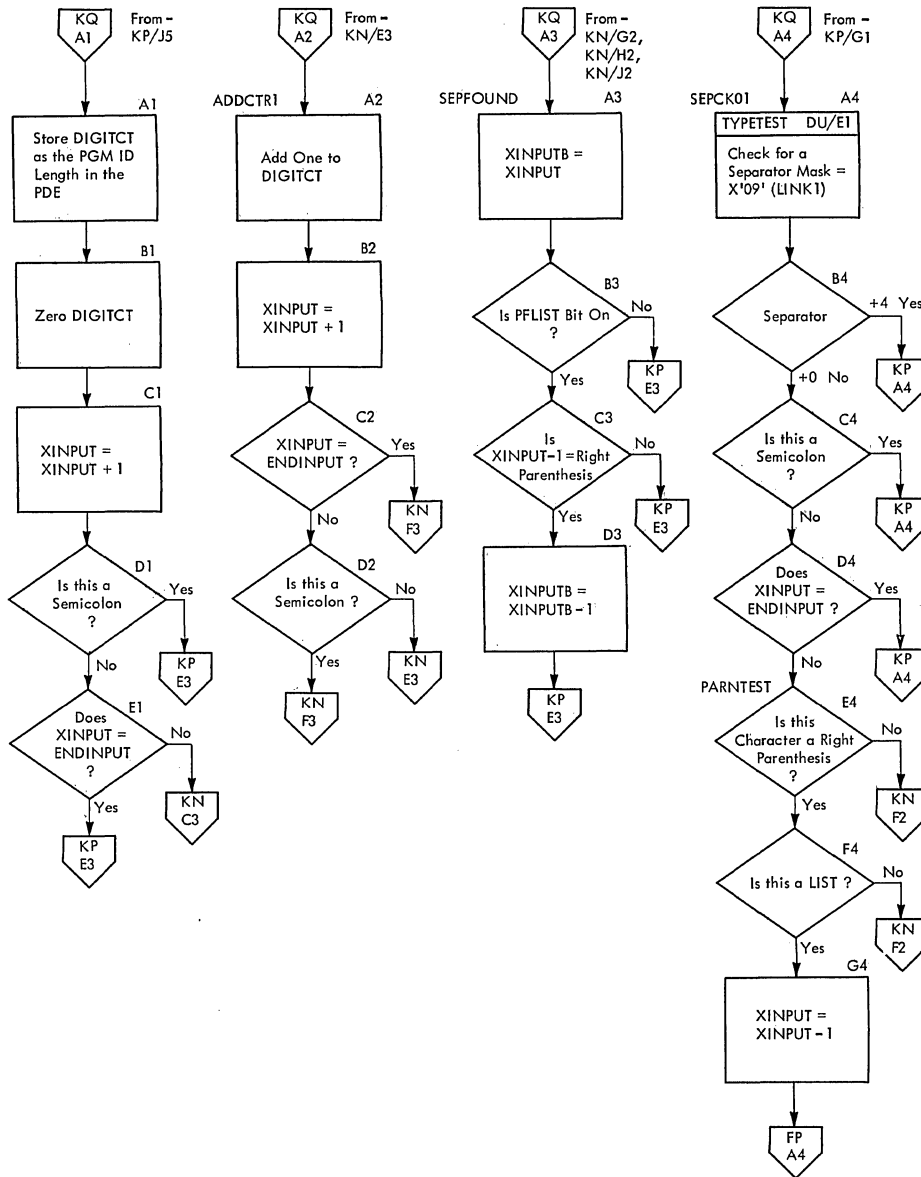 KQ
A1
From -
KP/J5
A1
Store DIGITCT
as the PGM ID
Length in the
PDE
B1
Zero DIGITCT
C1
XINPUT =
XINPUT +1
D1
Is this a
Semicolon
?
Yes
KP
E3
No
E1
Does
XINPUT =
ENDINPUT
?
No
KN
C3
Yes
KP
E3
KQ
A2
From -
KN/E3
ADDCTR1
A2
Add One to
DIGITCT
B2
XINPUT =
XINPUT +1
C2
XINPUT =
ENDINPUT ?
Yes
KN
F3
No
D2
Is this a
Semicolon ?
No
KN
E3
Yes
KN
F3
KQ
A3
From -
KN/G2,
KN/H2,
KN/J2
SEPFOUND
A3
XINPUTB =
XINPUT
B3
Is PFLIST Bit On
?
No
KP
E3
Yes
C3
Is
XINPUT-1=Right
Parenthesis
No
KP
E3
Yes
D3
XINPUTB =
XINPUTB-1
KP
E3
KQ
A4
From -
KP/G1
SEPCK01
A4
TYPETEST DU/E1
Check for a
Separator Mask =
X'09' (LINK1)
B4
Separator
+4 Yes
KP
A4
+0 No
C4
Is this a
Semicolon
?
Yes
KP
A4
No
D4
Does
XINPUT =
ENDINPUT ?
Yes
KP
A4
No
PARNTEST
E4
Is this
Character a Right
Parenthesis
?
No
KN
F2
Yes
F4
Is this a LIST ?
No
KN
F2
Yes
G4
XINPUT =
XINPUT-1
FP
A4